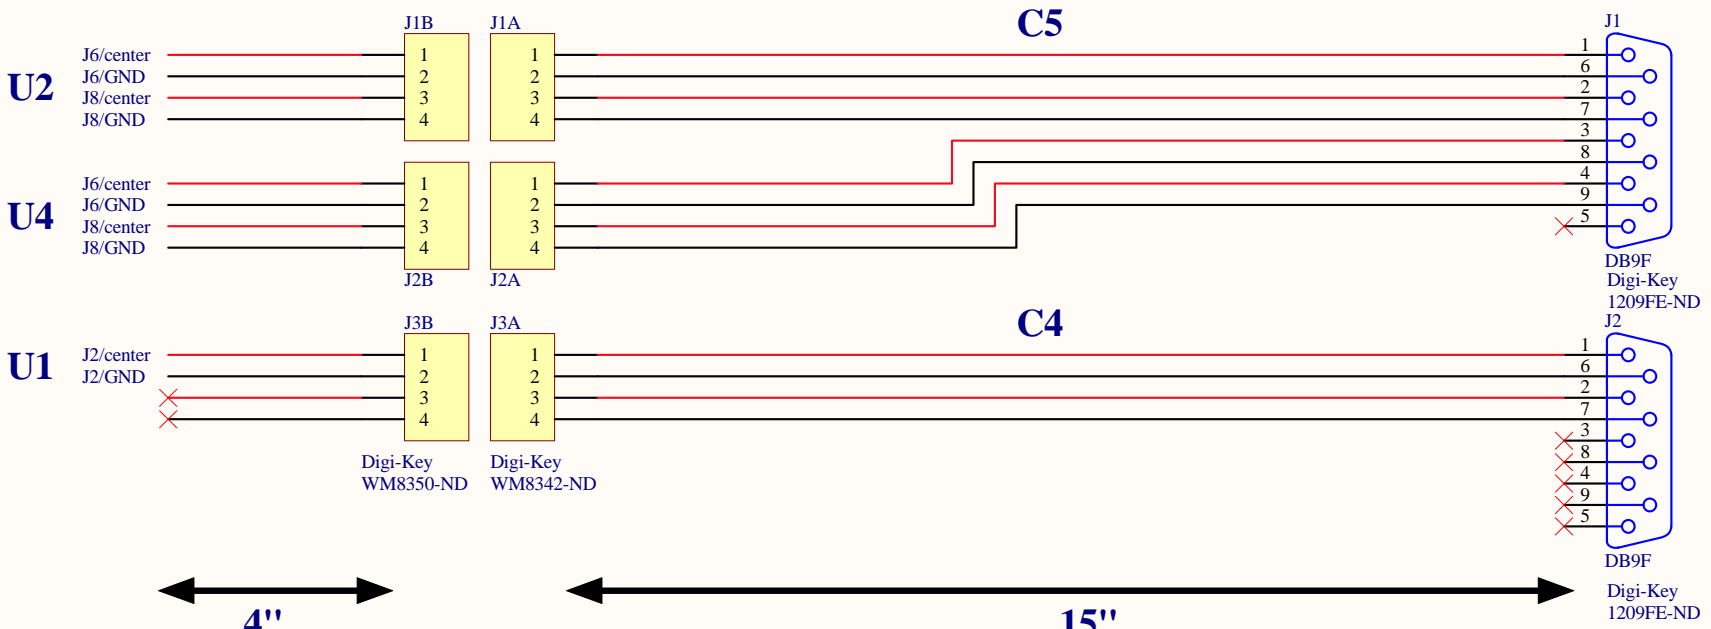 C5
J1B
J1A
J1
U2
J6/center
J6/GND
J8/center
J8/GND
1
2
3
4
1
2
3
4
1
6
2
7
3
8
4
9
5
U4
J6/center
J6/GND
J8/center
J8/GND
1
2
3
4
1
2
3
4
J2B
J2A
DB9F
Digi-Key
1209FE-ND
C4
J3B
J3A
J2
U1
J2/center
J2/GND
1
2
3
4
1
2
3
4
1
6
2
7
3
8
4
9
5
Digi-Key
WM8350-ND
Digi-Key
WM8342-ND
DB9F
Digi-Key
1209FE-ND
4"
15"